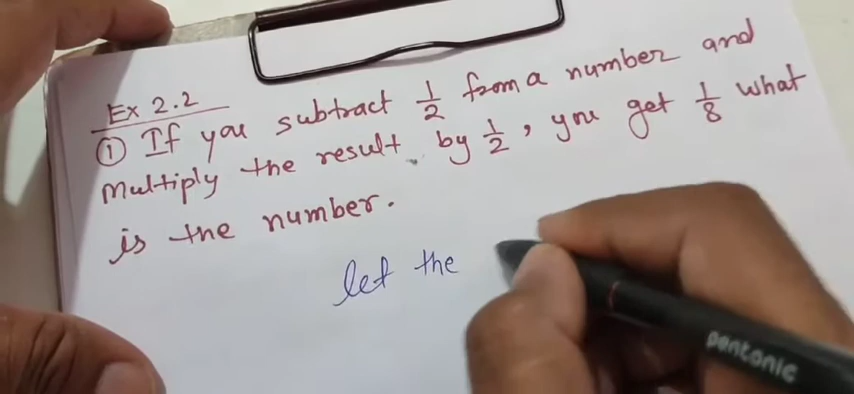 Ex 2.2
① If you subtract 1/2 from a number and
Multiply the result by 1/2, you get 1/8 what
is the number.
let the
pentonic